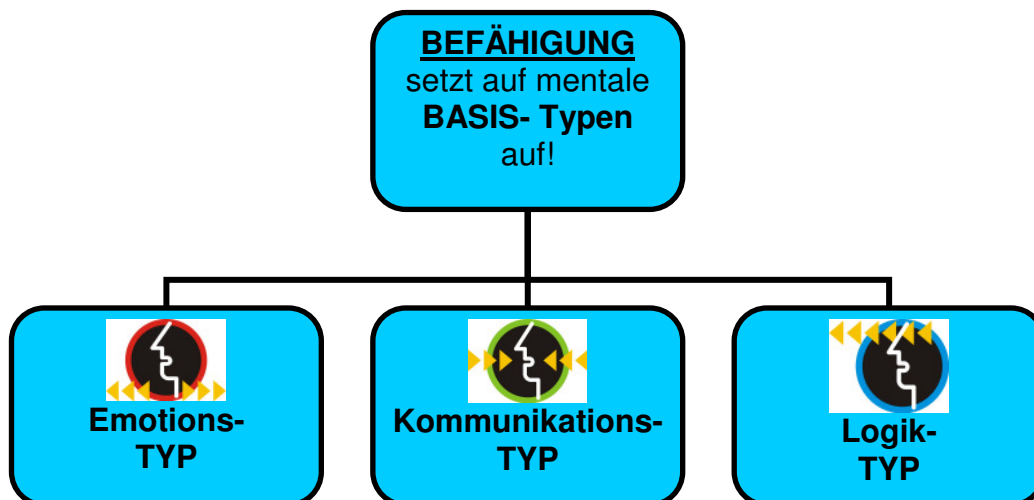 BEFÄHIGUNG
setzt auf mentale
BASIS- Typen
auf!
Emotions-
TYP
Kommunikations-
TYP
Logik-
TYP